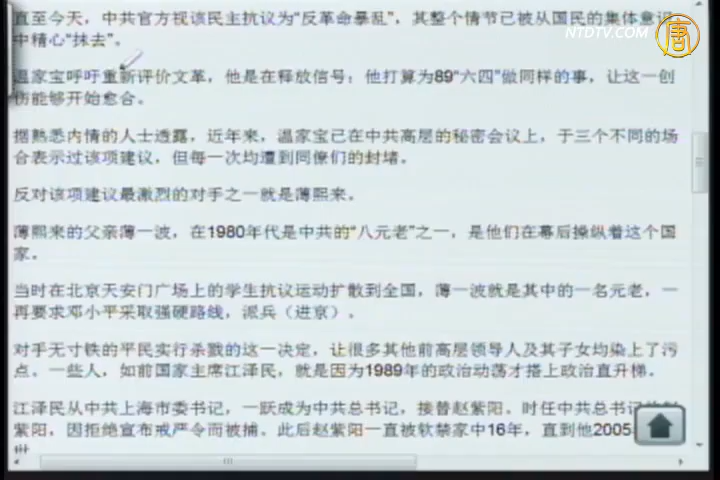 直至今天，中共官方视该民主抗议为“反革命暴乱”，其整个情节已被从国民的集体意识
中精心“抹去”。
温家宝呼吁重新评价文革，他是在释放信号；他打算为89“六四”做同样的事，让这一创
伤能够开始愈合。
据熟悉内情的人士透露，近年来，温家宝已在中共高层的秘密会议上，于三个不同的场
合表示过该项建议，但每一次均遭到同僚们的封堵。
反对该项建议最激烈的对手之一就是薄熙来。
薄熙来的父亲薄一波，在1980年代是中共的“八元老”之一，是他们在幕后操纵着这个国
家。
当时在北京天安门广场上的学生抗议运动扩散到全国，薄一波就是其中的一名元老，一
再要求邓小平采取强硬路线，派兵（进京）。
对手无寸铁的平民实行杀戮的这一决定，让很多其他前高层领导人及其子女均染上了污
点。一些人，如前国家主席江泽民，就是因为1989年的政治动荡才搭上政治直升梯。
江泽民从中共上海市委书记，一跃成为中共总书记，接替赵紫阳。时任中共总书记
紫阳，因拒绝宣布戒严令而被捕。此后赵紫阳一直被软禁家中16年，直到他2005
NTDTV.COM
唐